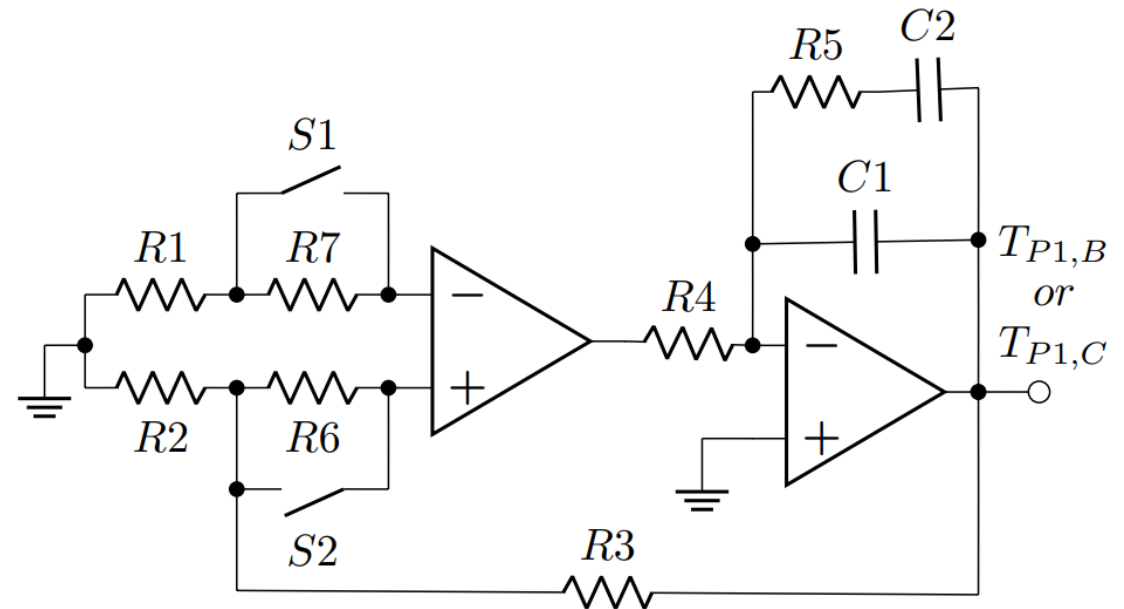 C2
R5
S1
C1
R1
R7
T_{P1,B}
or
T_{P1,C}
R4
−
−
+
+
R2
R6
S2
R3